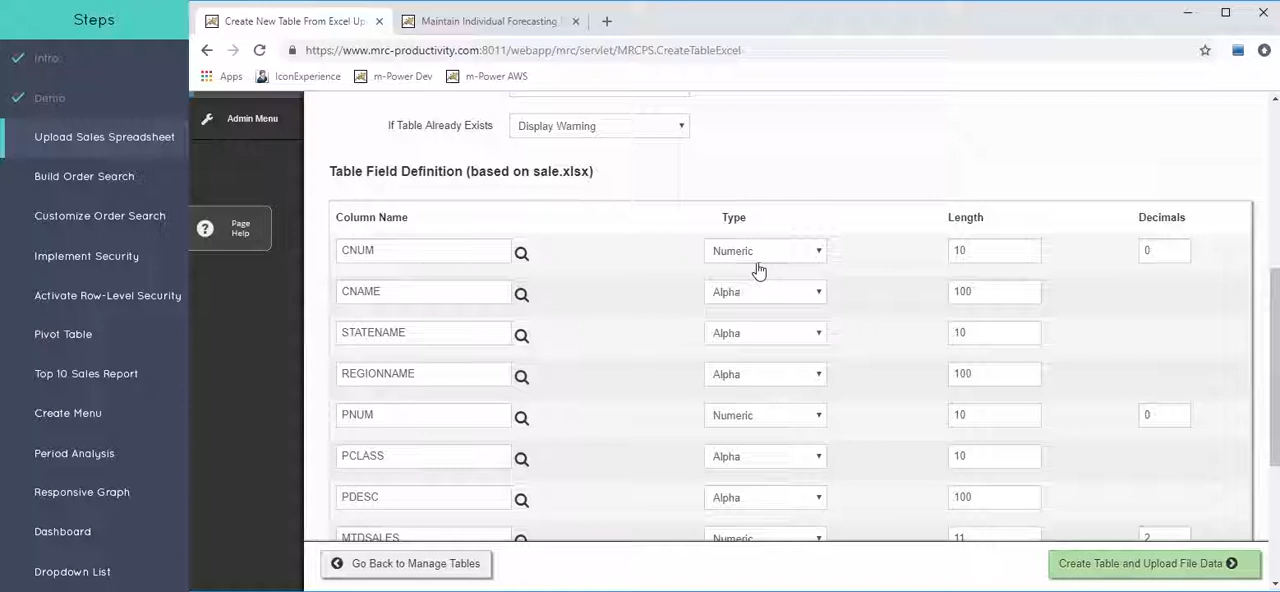 Steps
Create New Table From Excel Up
Maintain Individual Forecasting
https://www.mrc-productivity.com:8011/webapp/mrc/servlet/MRCPS.CreateTableExcel
Apps
IconExperience
m-Power Dev
m-Power AWS
Intro
Demo
Upload Sales Spreadsheet
Build Order Search
Customize Order Search
Implement Security
Activate Row-Level Security
Pivot Table
Top 10 Sales Report
Create Menu
Period Analysis
Responsive Graph
Dashboard
Dropdown List
Admin Menu
Page
Help
If Table Already Exists Display Warning
Table Field Definition (based on sale.xlsx)
Column Name Type Length Decimals
CNUM Numeric 10 0
CNAME Alpha 100
STATENAME Alpha 10
REGIONNAME Alpha 100
PNUM Numeric 10 0
PCLASS Alpha 10
PDESC Alpha 100
MTDSALES Numeric 11 2
Go Back to Manage Tables
Create Table and Upload File Data